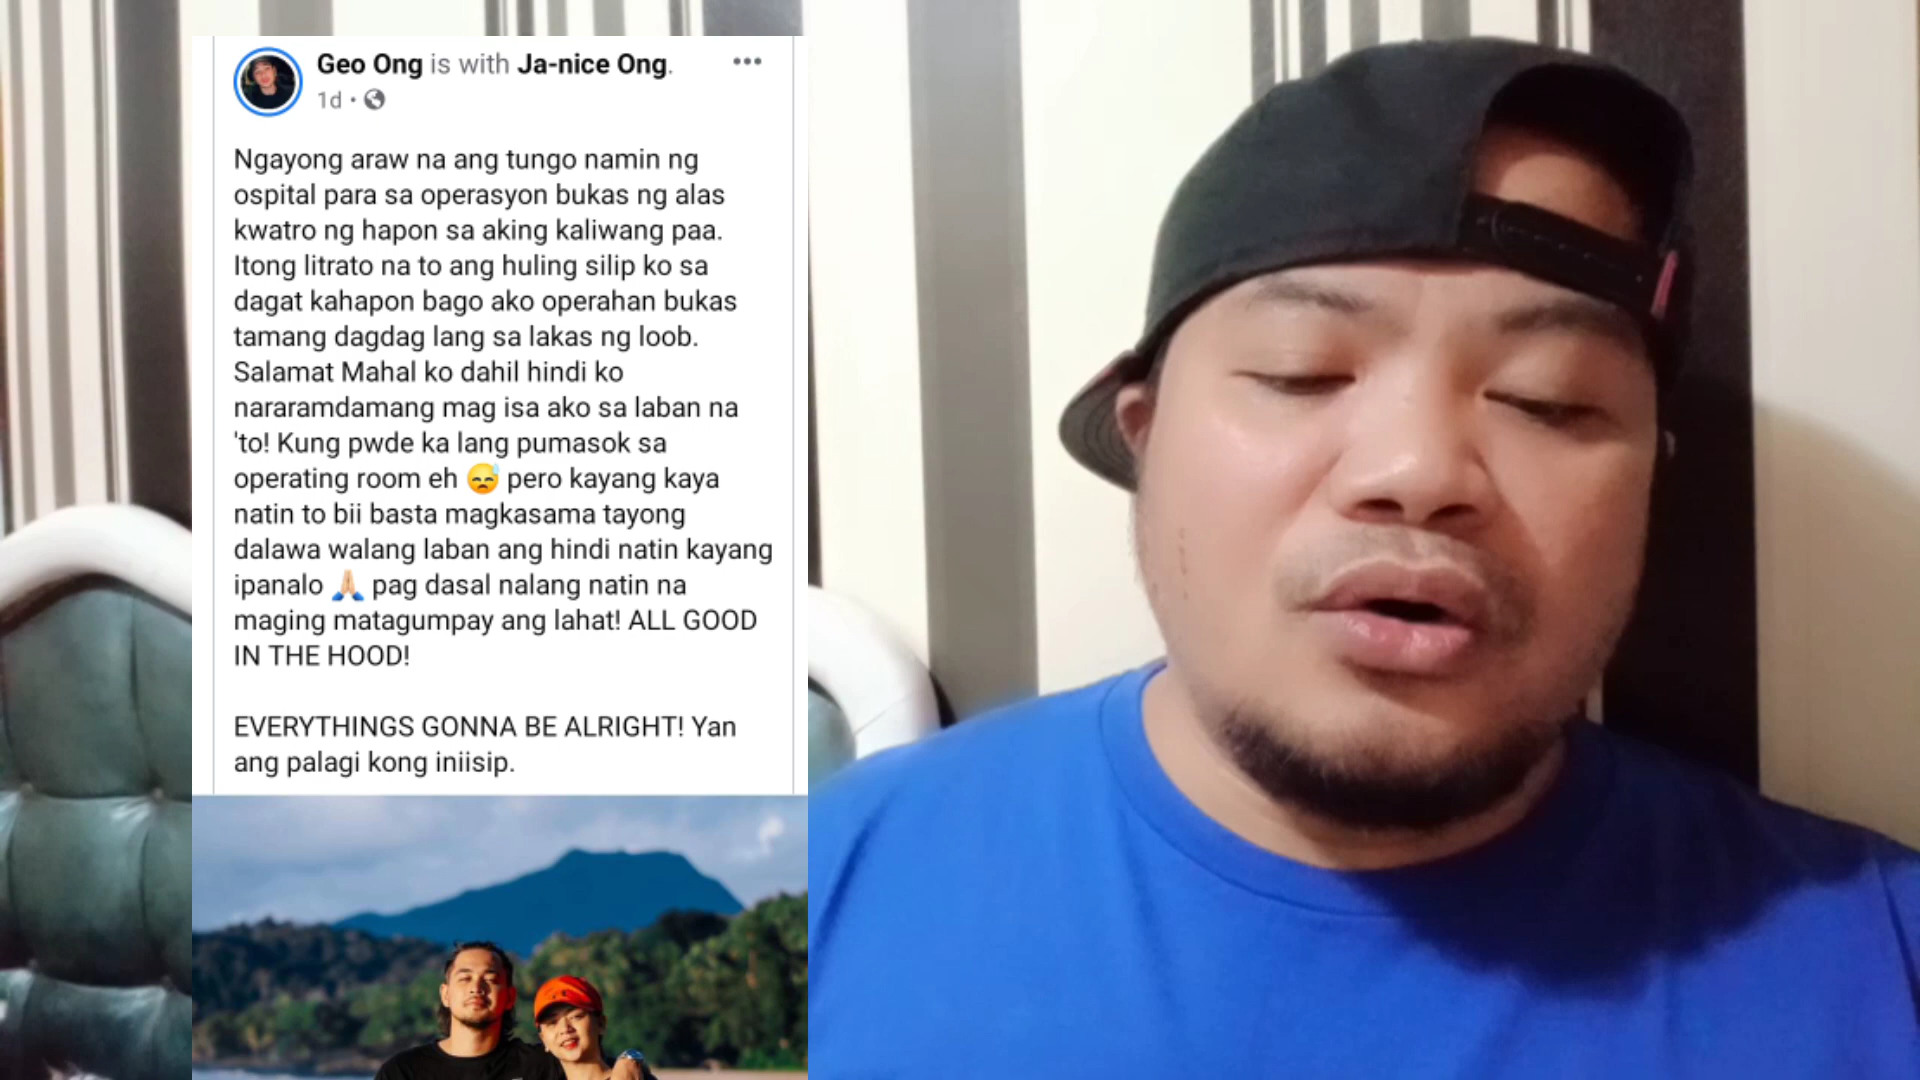 Geo Ong is with Ja-nice Ong.
1d
Ngayong araw na ang tungo namin ng
ospital para sa operasyon bukas ng alas
kwatro ng hapon sa aking kaliwang paa.
Itong litrato na to ang huling silip ko sa
dagat kahapon bago ako operahan bukas
tamang dagdag lang sa lakas ng loob.
Salamat Mahal ko dahil hindi ko
nararamdamang mag isa ako sa laban na
'to! Kung pwde ka lang pumasok sa
operating room eh 😓 pero kayang kaya
natin to bii basta magkasama tayong
dalawa walang laban ang hindi natin kayang
ipanalo 🙏🏼 pag dasal nalang natin na
maging matagumpay ang lahat! ALL GOOD
IN THE HOOD!
EVERYTHINGS GONNA BE ALRIGHT! Yan
ang palagi kong iniisip.